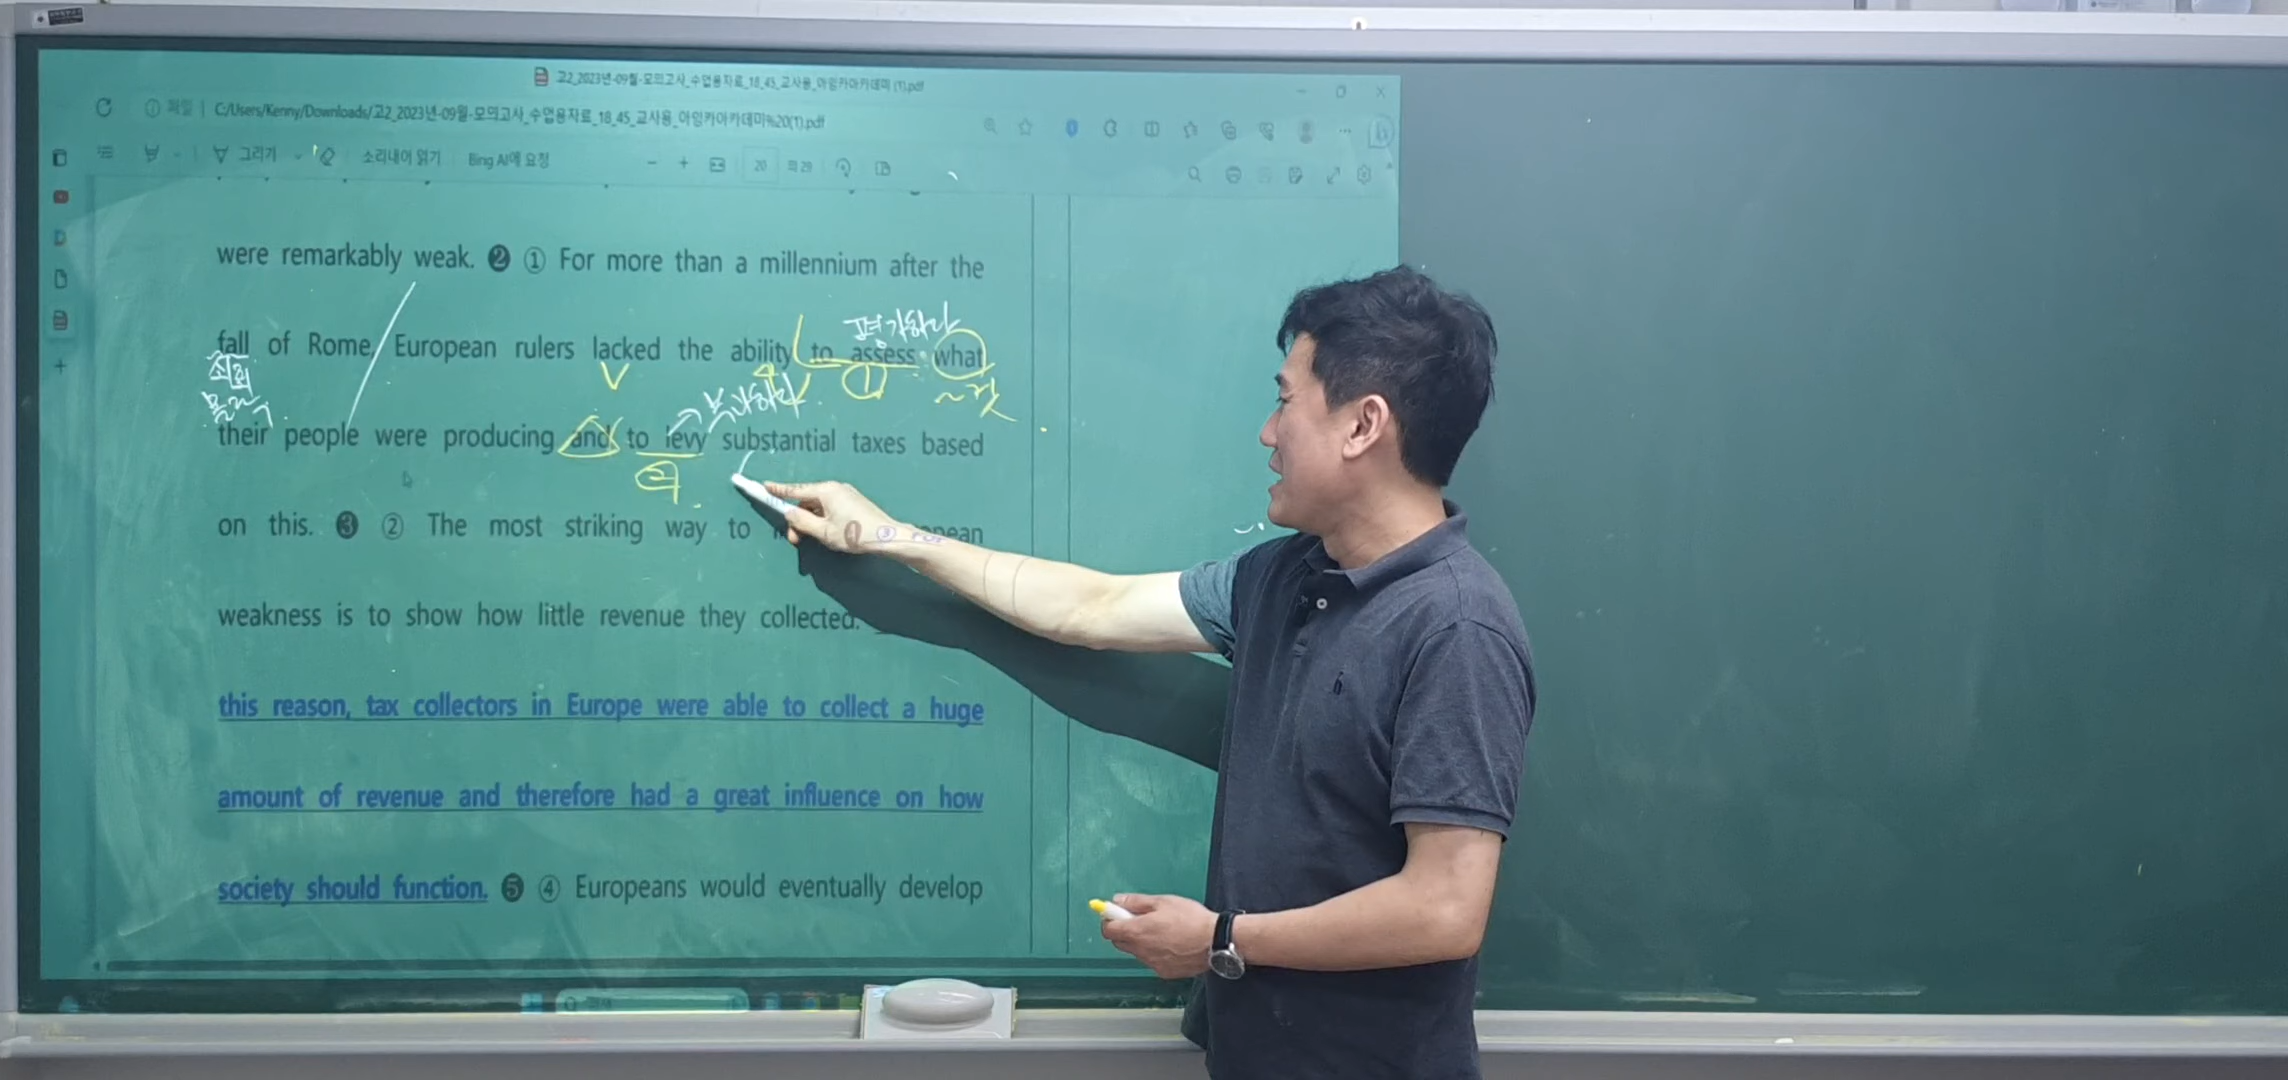 고2_2023년-09월-모의고사_수업용자료_18_45_교사용_아잉카아카데미 (1).pdf
파일 C:/Users/Kenny/Downloads/고2_2023년-09월-모의고사_수업용자료_18_45_교사용_아잉카아카데미%20(1).pdf
그리기 소리내어 읽기 Bing AI에 요청 − + 20 의 29
were remarkably weak. ❷ ① For more than a millennium after the
평가하다
fall of Rome, European rulers lacked the ability to assess what
V ① ~것
부과하다
their people were producing and to levy substantial taxes based
②
on this. ❸ ② The most striking way to
weakness is to show how little revenue they collected.
this reason, tax collectors in Europe were able to collect a huge
amount of revenue and therefore had a great influence on how
society should function. ❺ ④ Europeans would eventually develop